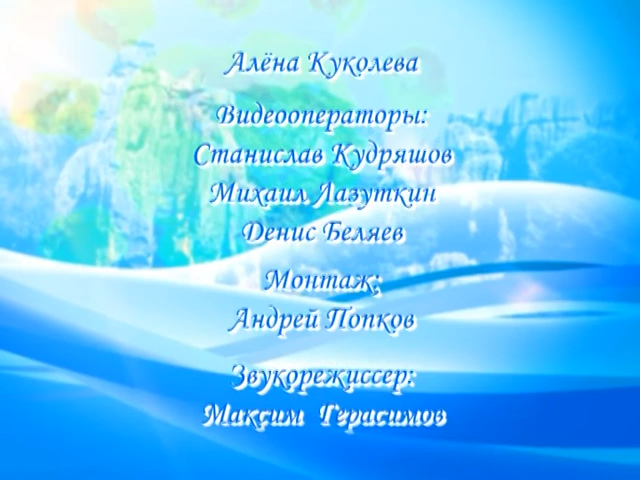 Алёна Куколева
Видеооператоры:
Станислав Кудряшов
Михаил Лазуткин
Денис Беляев
Монтаж:
Андрей Попков
Звукорежиссер:
Максим Герасимов